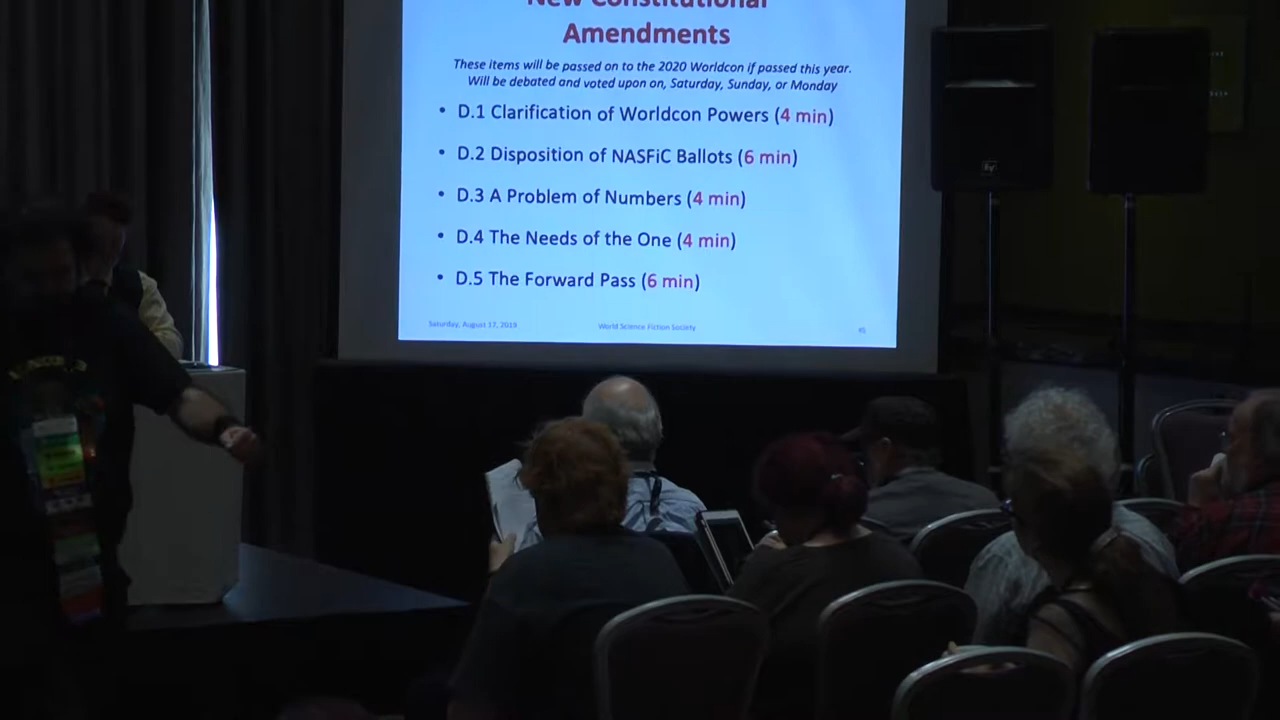 New Constitutional
Amendments
These items will be passed on to the 2020 Worldcon if passed this year.
Will be debated and voted upon on, Saturday, Sunday, or Monday
• D.1 Clarification of Worldcon Powers (4 min)
• D.2 Disposition of NASFiC Ballots (6 min)
• D.3 A Problem of Numbers (4 min)
• D.4 The Needs of the One (4 min)
• D.5 The Forward Pass (6 min)
Saturday, August 17, 2019 World Science Fiction Society